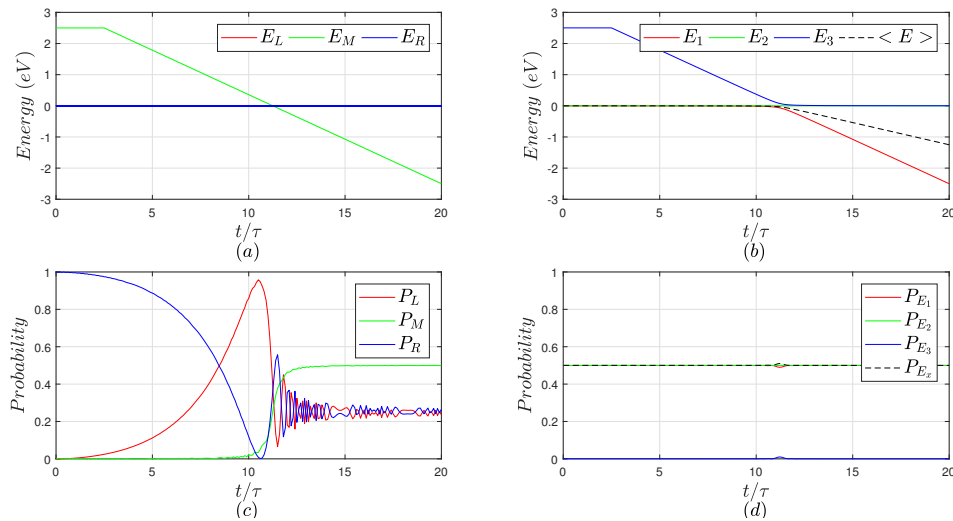 3
2
1
0
-1
-2
-3
Energy (eV)
E_L E_M E_R
0 5 10 15 20
t/τ
(a)
3
2
1
0
-1
-2
-3
Energy (eV)
E_1 E_2 E_3 < E >
0 5 10 15 20
t/τ
(b)
1
0.8
0.6
0.4
0.2
0
Probability
P_L
P_M
P_R
0 5 10 15 20
t/τ
(c)
1
0.8
0.6
0.4
0.2
0
Probability
P_{E_1}
P_{E_2}
P_{E_3}
P_{E_x}
0 5 10 15 20
t/τ
(d)